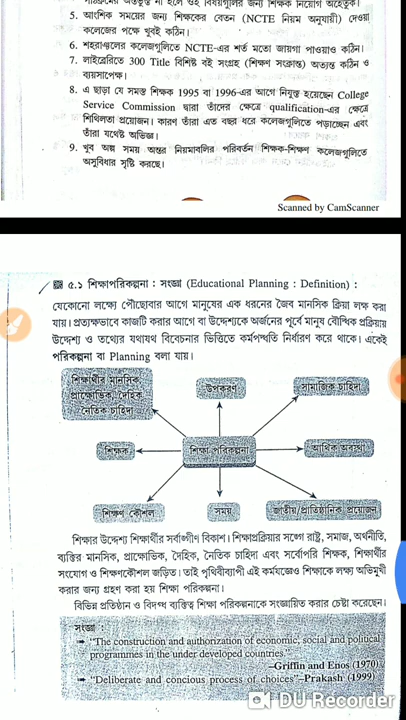 5. আংশিক সময়ের জন্য শিক্ষকের বেতন (NCTE নিয়ম অনুযায়ী) দেওয়া
কলেজের পক্ষে খুবই কঠিন।
6. শহরাঞ্চলের কলেজগুলিতে NCTE-এর শর্ত মতো জায়গা পাওয়াও কঠিন।
7. লাইব্রেরিতে 300 Title বিশিষ্ট বই সংগ্রহ (শিক্ষণ সংক্রান্ত) অত্যন্ত কঠিন ও
ব্যয়সাপেক্ষ।
8. এ ছাড়া যে সমস্ত শিক্ষক 1995 বা 1996-এর আগে নিযুক্ত হয়েছেন College
Service Commission দ্বারা তাঁদের ক্ষেত্রে qualification-এর ক্ষেত্রে
শিথিলতা প্রয়োজন। কারণ তাঁরা এত বছর ধরে কলেজগুলিতে পড়াচ্ছেন এবং
তাঁরা যথেষ্ট অভিজ্ঞ।
9. খুব অল্প সময় অন্তর নিয়মাবলির পরিবর্তন শিক্ষক-শিক্ষণ কলেজগুলিতে
অসুবিধার সৃষ্টি করছে।
Scanned by CamScanner
৫.১ শিক্ষাপরিকল্পনা : সংজ্ঞা (Educational Planning : Definition) :
যেকোনো লক্ষ্যে পৌঁছোবার আগে মানুষের এক ধরনের জৈব মানসিক ক্রিয়া লক্ষ করা
যায়। প্রত্যক্ষভাবে কাজটি করার আগে বা উদ্দেশ্যকে অর্জনের পূর্বে মানুষ বৌদ্ধিক প্রক্রিয়ায়
উদ্দেশ্য ও তথ্যের যথাযথ বিবেচনার ভিত্তিতে কর্মপন্থতি নির্ধারণ করে থাকে। একেই
পরিকল্পনা বা Planning বলা যায়।
শিক্ষার্থীর মানসিক,
প্রাক্ষোভিক, দৈহিক,
নৈতিক চাহিদা
উপকরণ
সামাজিক চাহিদা
শিক্ষক
শিক্ষা পরিকল্পনা
আর্থিক অবস্থা
শিক্ষণ কৌশল
সময়
জাতীয়/প্রাতিষ্ঠানিক প্রয়োজন
শিক্ষার উদ্দেশ্য শিক্ষার্থীর সর্বাঙ্গীণ বিকাশ। শিক্ষাপ্রক্রিয়ার সঙ্গে রাষ্ট্র, সমাজ, অর্থনীতি,
ব্যক্তির মানসিক, প্রাক্ষোভিক, দৈহিক, নৈতিক চাহিদা এবং সর্বোপরি শিক্ষক, শিক্ষার্থীর
সংযোগ ও শিক্ষণকৌশল জড়িত। তাই পৃথিবীব্যাপী এই কর্মযজ্ঞেও শিক্ষাকে লক্ষ্য অভিমুখী
করার জন্য গ্রহণ করা হয় শিক্ষা পরিকল্পনা।
বিভিন্ন প্রতিষ্ঠান ও বিদগ্ধ ব্যক্তিত্ব শিক্ষা পরিকল্পনাকে সংজ্ঞায়িত করার চেষ্টা করেছেন।
সংজ্ঞা :
"The construction and authorization of economic, social and political
programmes in the under developed countries."
–Griffin and Enos (1970)
"Deliberate and concious process of choices"–Prakash (1999)
DU Recorder